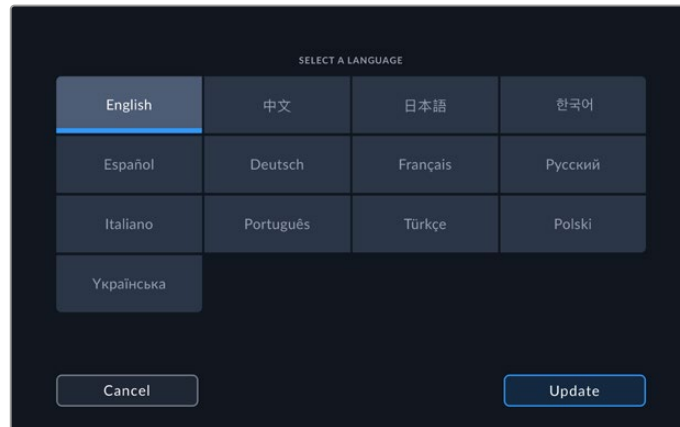 SELECT A LANGUAGE
English 中文 日本語 한국어
Español Deutsch Français Русский
Italiano Português Türkçe Polski
Українська
Cancel Update